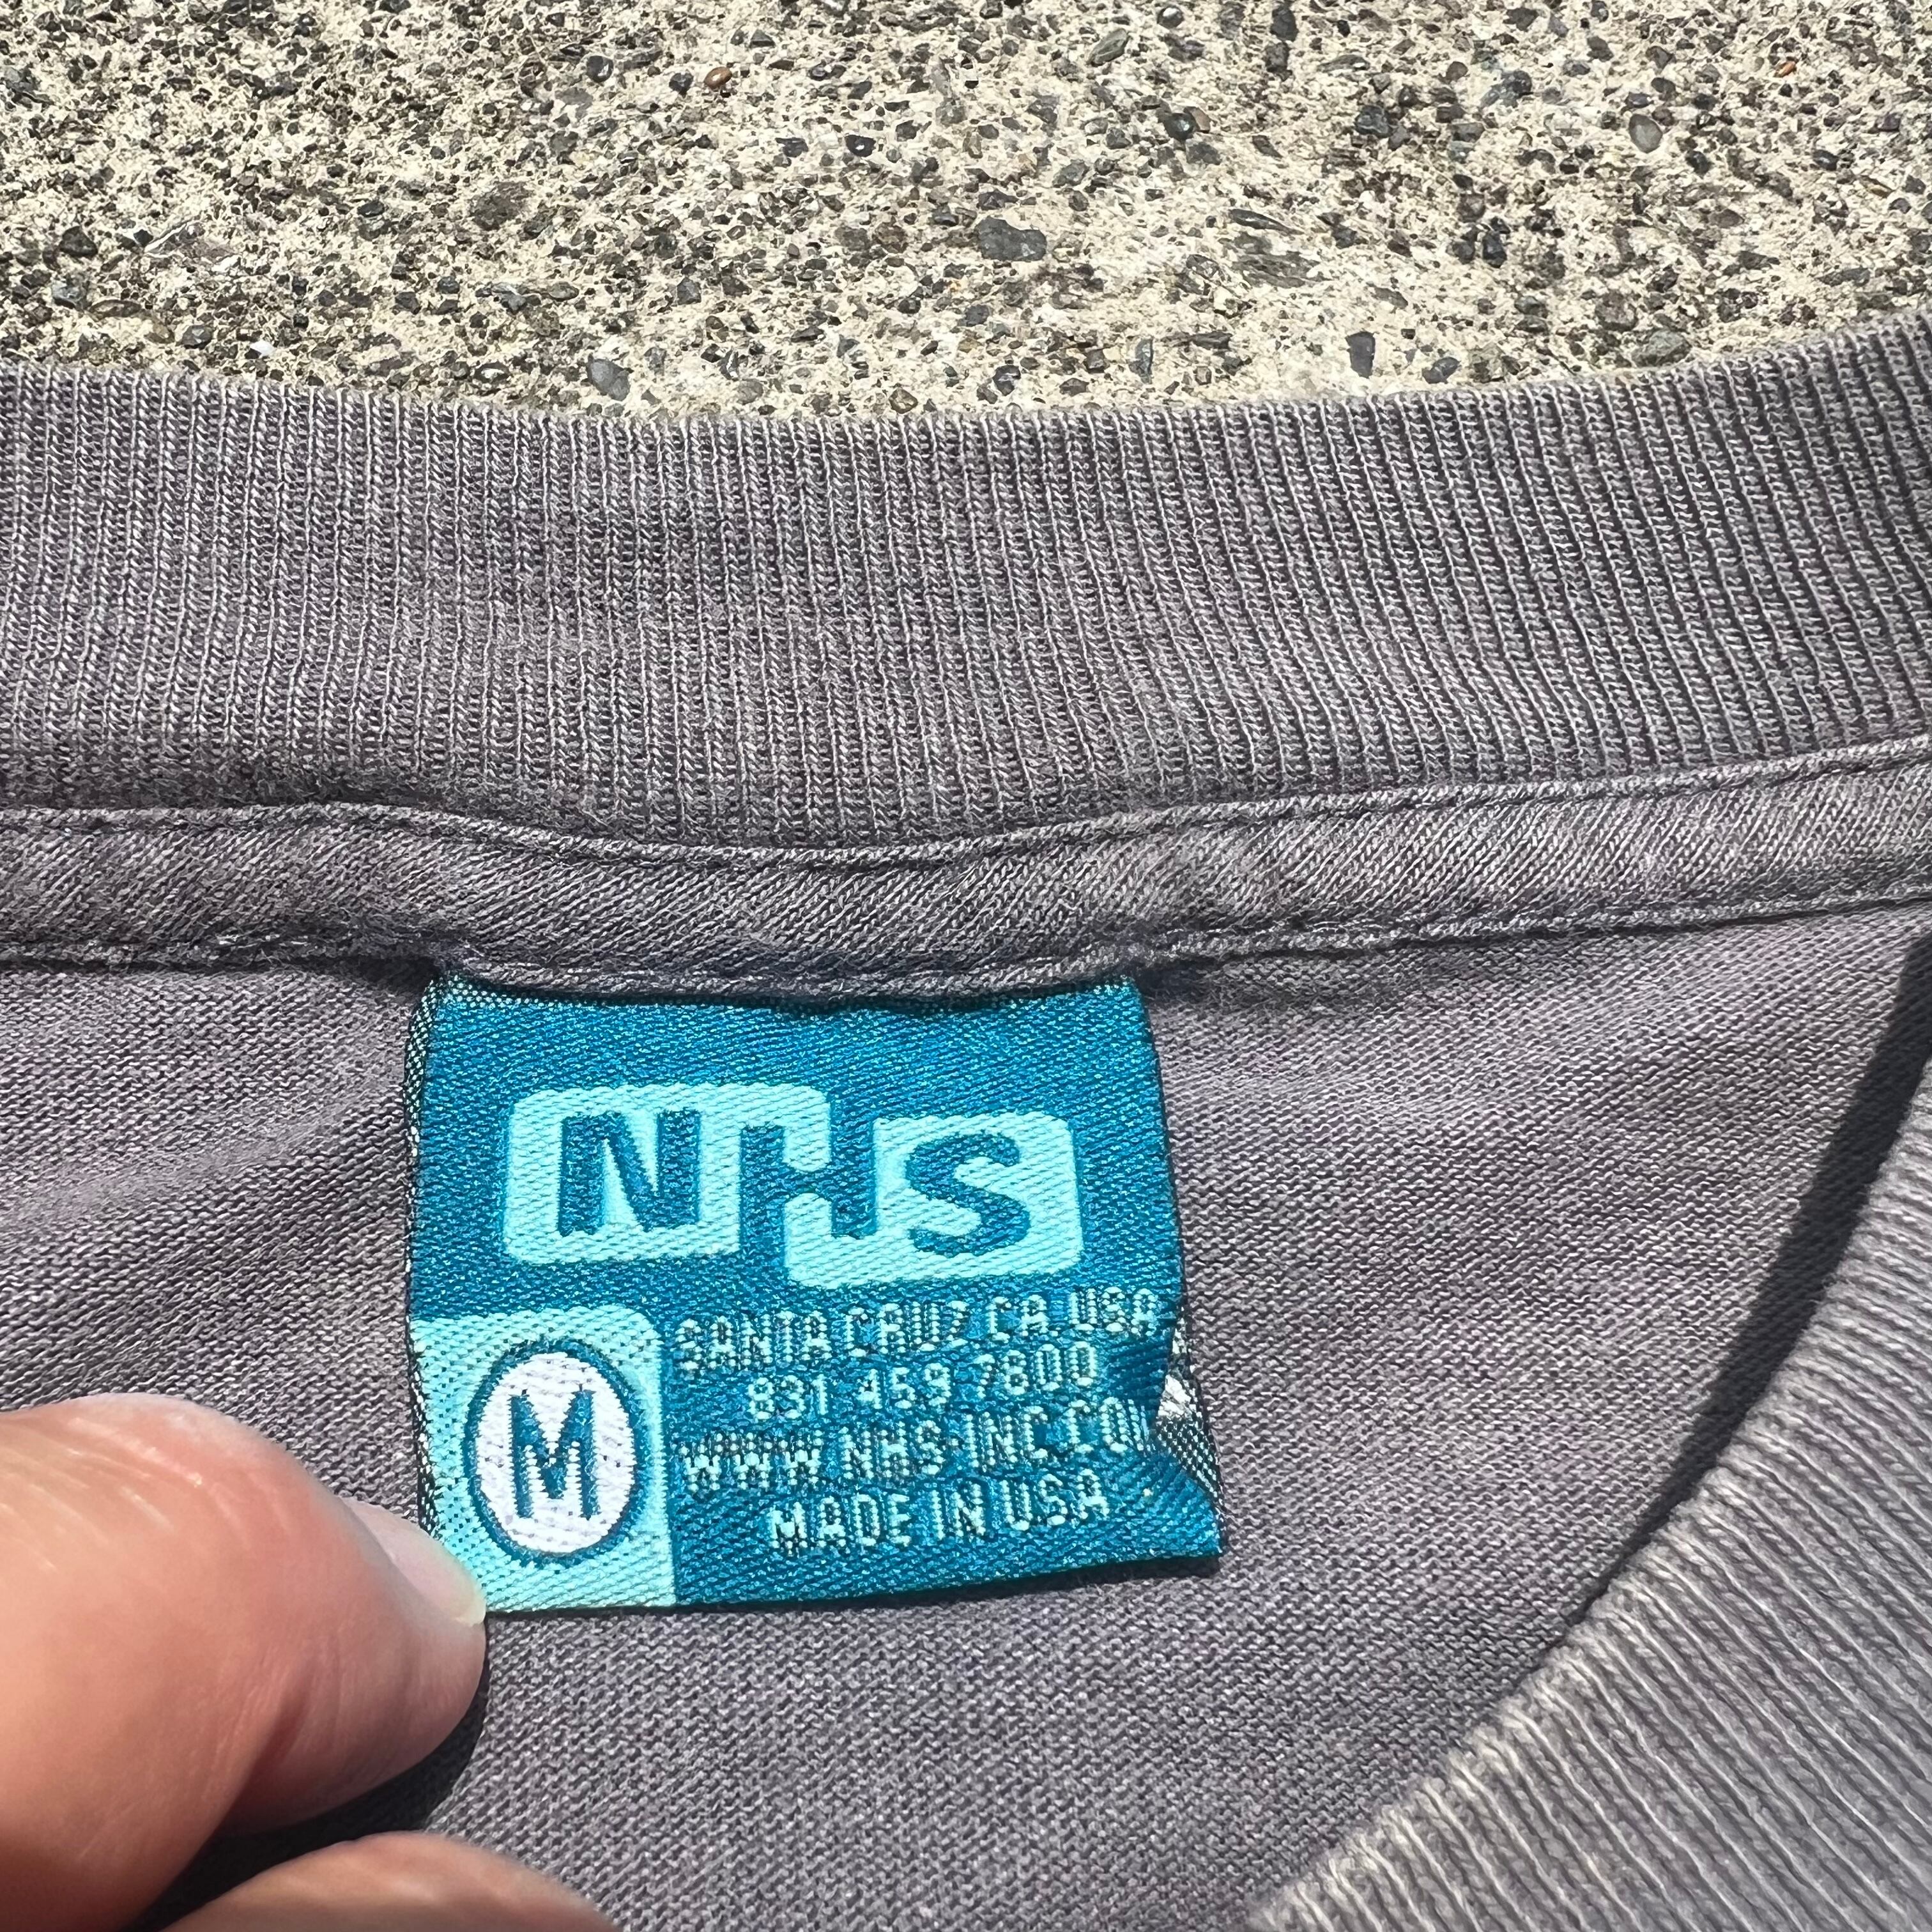 NHS
M
SANTA CRUZ CA. USA
831 459 7800
WWW.NHS-INC.COM
MADE IN USA